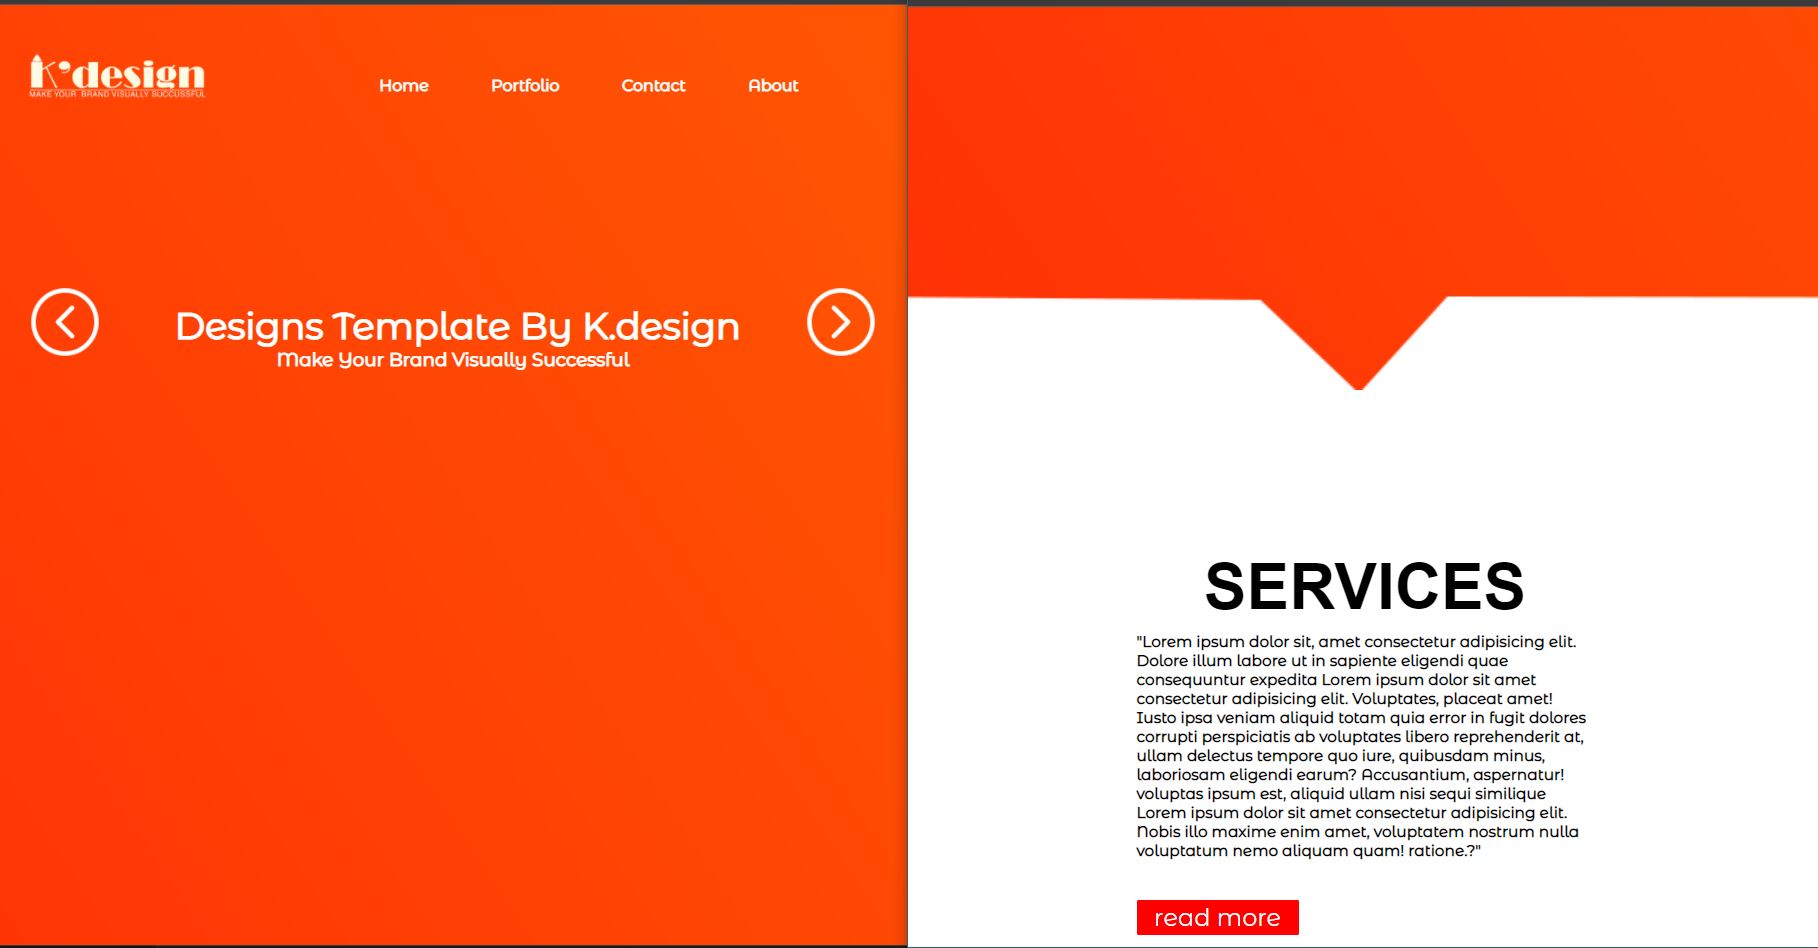 K'design
MAKE YOUR BRAND VISUALLY SUCCUSSFUL
Home Portfolio Contact About
Designs Template By K.design
Make Your Brand Visually Successful
SERVICES
"Lorem ipsum dolor sit, amet consectetur adipisicing elit.
Dolore illum labore ut in sapiente eligendi quae
consequuntur expedita Lorem ipsum dolor sit amet
consectetur adipisicing elit. Voluptates, placeat amet!
Iusto ipsa veniam aliquid totam quia error in fugit dolores
corrupti perspiciatis ab voluptates libero reprehenderit at,
ullam delectus tempore quo iure, quibusdam minus,
laboriosam eligendi earum? Accusantium, aspernatur!
voluptas ipsum est, aliquid ullam nisi sequi similique
Lorem ipsum dolor sit amet consectetur adipisicing elit.
Nobis illo maxime enim amet, voluptatem nostrum nulla
voluptatum nemo aliquam quam! ratione.?"
read more